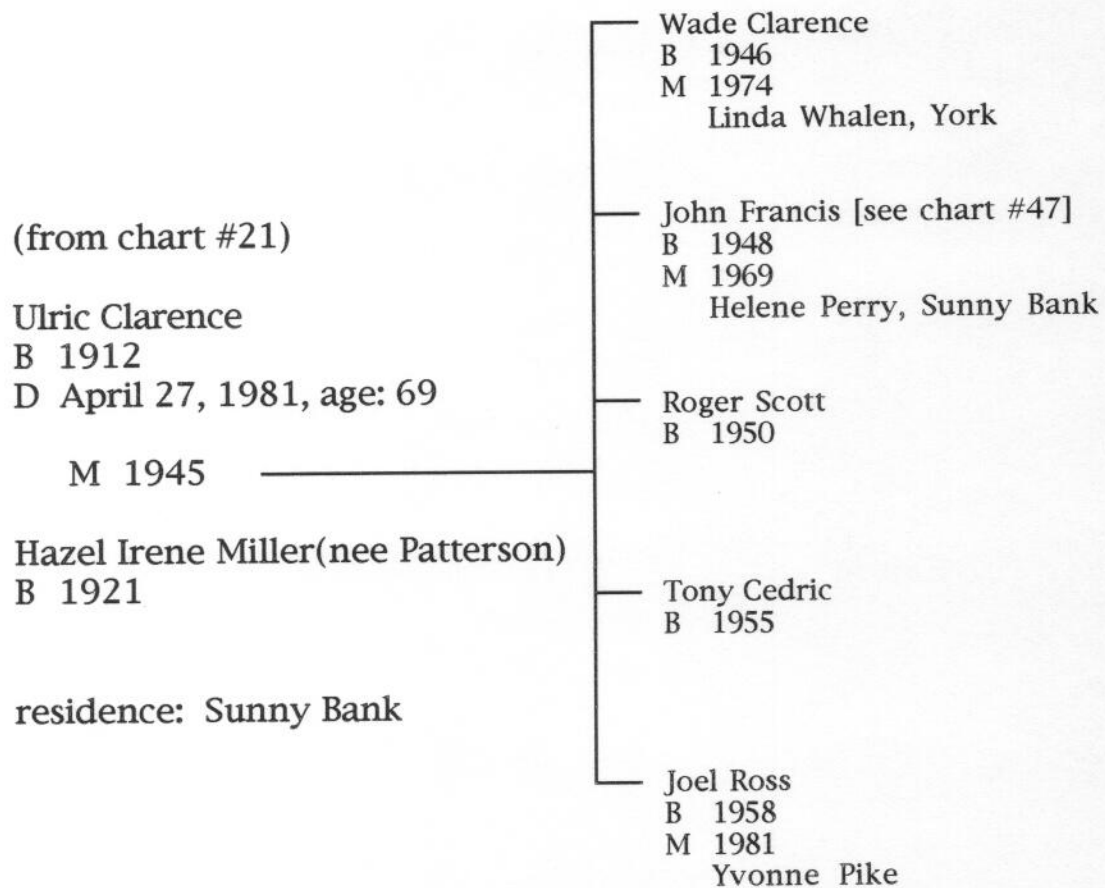 (from chart #21)
Ulric Clarence
B 1912
D April 27, 1981, age: 69
M 1945
Hazel Irene Miller(nee Patterson)
B 1921
residence: Sunny Bank
Wade Clarence
B 1946
M 1974
Linda Whalen, York
John Francis [see chart #47]
B 1948
M 1969
Helene Perry, Sunny Bank
Roger Scott
B 1950
Tony Cedric
B 1955
Joel Ross
B 1958
M 1981
Yvonne Pike